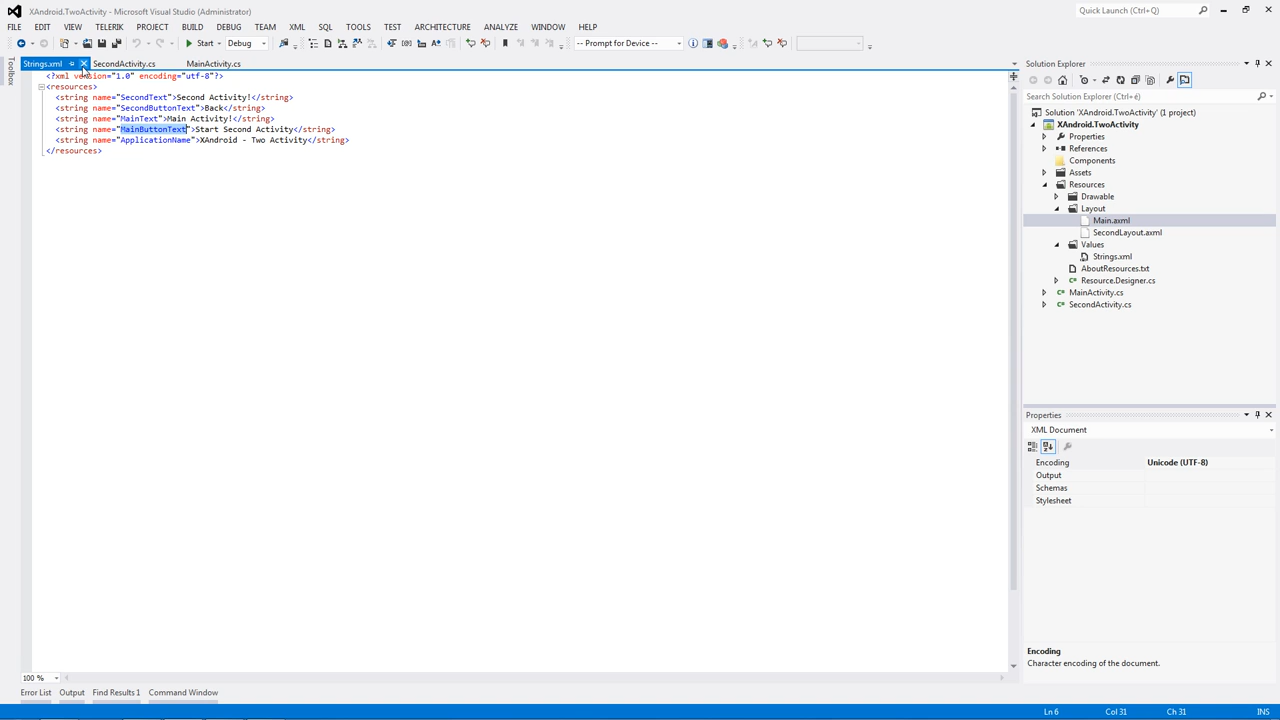 XAndroid.TwoActivity - Microsoft Visual Studio (Administrator)
Quick Launch (Ctrl+O)
FILE EDIT VIEW TELERIK PROJECT BUILD DEBUG TEAM XML SQL TOOLS TEST ARCHITECTURE ANALYZE WINDOW HELP
Start Debug -- Prompt for Device --
Toolbox
Strings.xml SecondActivity.cs MainActivity.cs
<?xml version="1.0" encoding="utf-8"?>
<resources>
<string name="SecondText">Second Activity!</string>
<string name="SecondButtonText">Back</string>
<string name="MainText">Main Activity!</string>
<string name="MainButtonText">Start Second Activity</string>
<string name="ApplicationName">XAndroid - Two Activity</string>
</resources>
100 %
Error List Output Find Results 1 Command Window
Solution Explorer
Search Solution Explorer (Ctrl+é)
Solution 'XAndroid.TwoActivity' (1 project)
XAndroid.TwoActivity
Properties
References
Components
Assets
Resources
Drawable
Layout
Main.axml
SecondLayout.axml
Values
Strings.xml
AboutResources.txt
Resource.Designer.cs
MainActivity.cs
SecondActivity.cs
Properties
XML Document
Encoding Unicode (UTF-8)
Output
Schemas
Stylesheet
Encoding
Character encoding of the document.
Ln 6 Col 31 Ch 31 INS